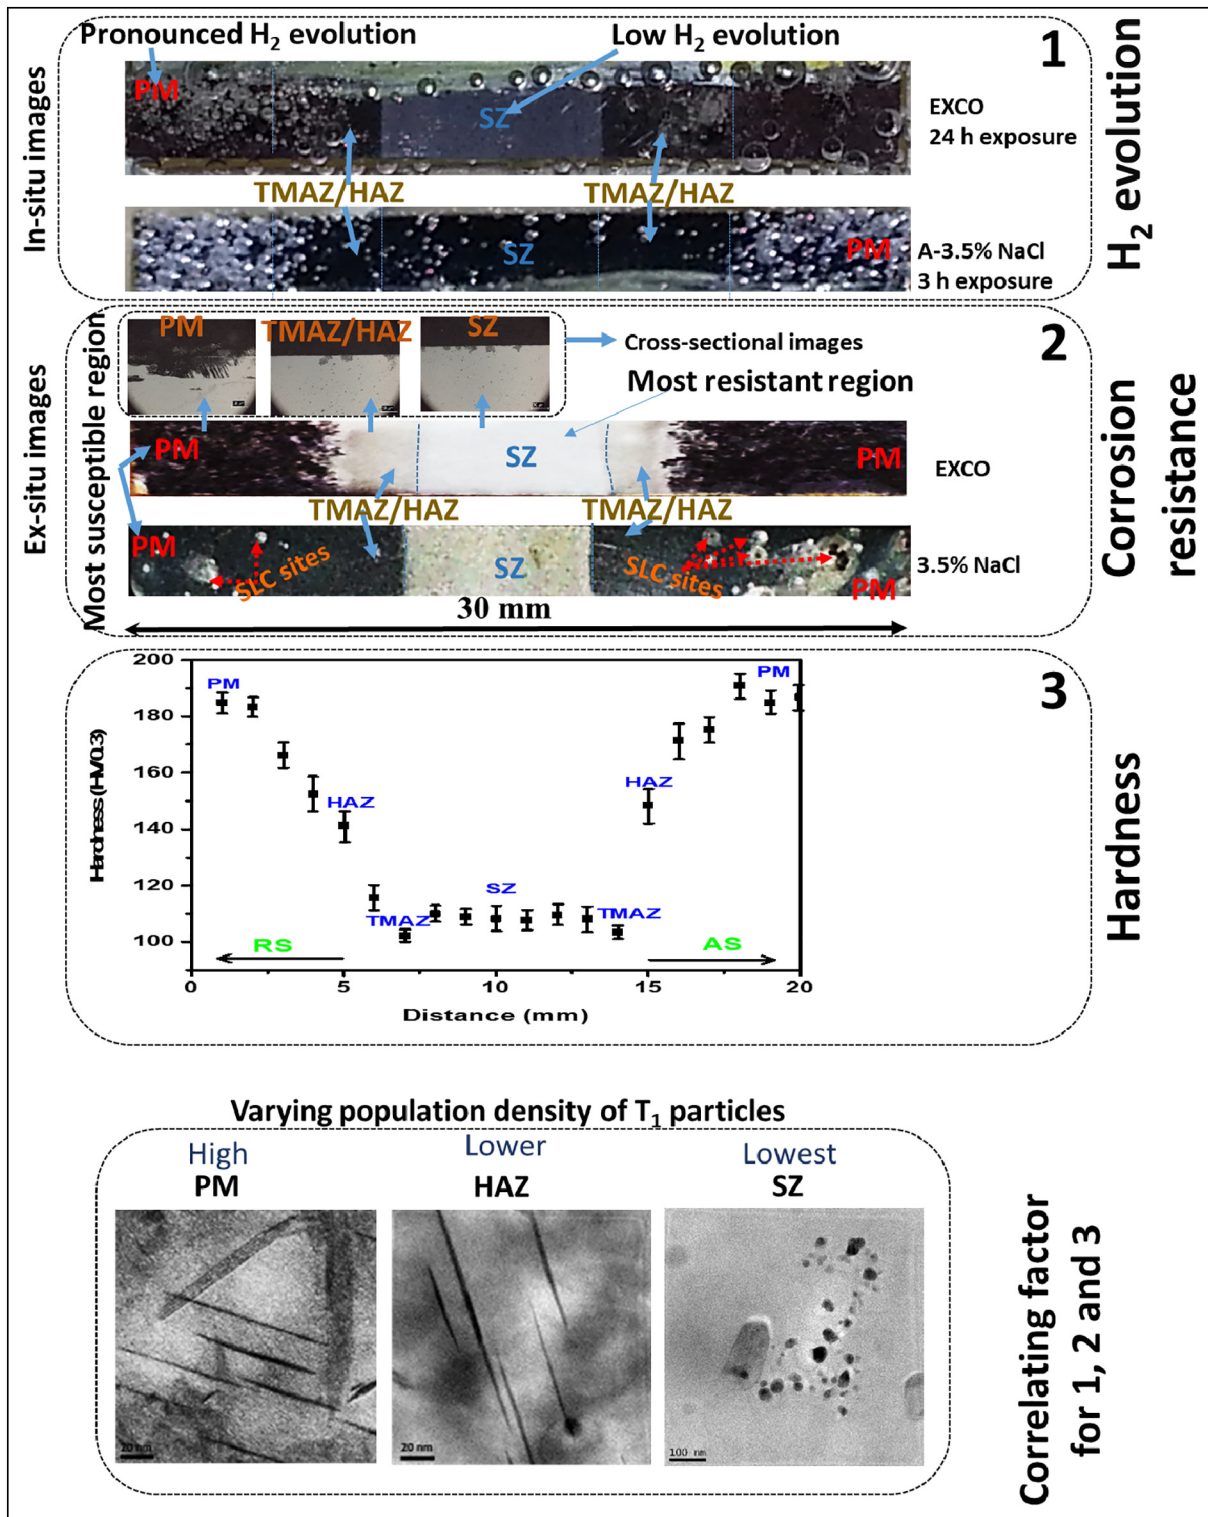 Pronounced H₂ evolution
Low H₂ evolution
1
In-situ images
PM
SZ
EXCO
24 h exposure
TMAZ/HAZ
TMAZ/HAZ
SZ
PM
A-3.5% NaCl
3 h exposure
H₂ evolution
Ex-situ images
Most susceptible region
PM
TMAZ/HAZ
SZ
Cross-sectional images
2
Most resistant region
PM
SZ
PM
EXCO
TMAZ/HAZ
TMAZ/HAZ
PM
SLC sites
SZ
SLC sites
PM
3.5% NaCl
30 mm
Corrosion
resistance
3
Hardness (HV0.3)
200
180
160
140
120
100
PM
HAZ
TMAZ
SZ
TMAZ
HAZ
PM
RS
AS
0
5
10
15
20
Distance (mm)
Hardness
Varying population density of T₁ particles
High
PM
Lower
HAZ
Lowest
SZ
20 nm
20 nm
100 nm
Correlating factor
for 1, 2 and 3